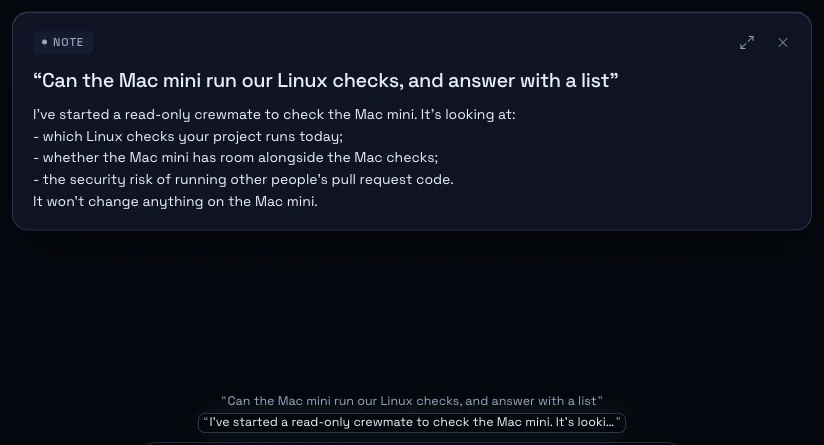 NOTE
“Can the Mac mini run our Linux checks, and answer with a list”
I’ve started a read-only crewmate to check the Mac mini. It’s looking at:
- which Linux checks your project runs today;
- whether the Mac mini has room alongside the Mac checks;
- the security risk of running other people’s pull request code.
It won’t change anything on the Mac mini.
“Can the Mac mini run our Linux checks, and answer with a list”
“I’ve started a read-only crewmate to check the Mac mini. It’s looki…”